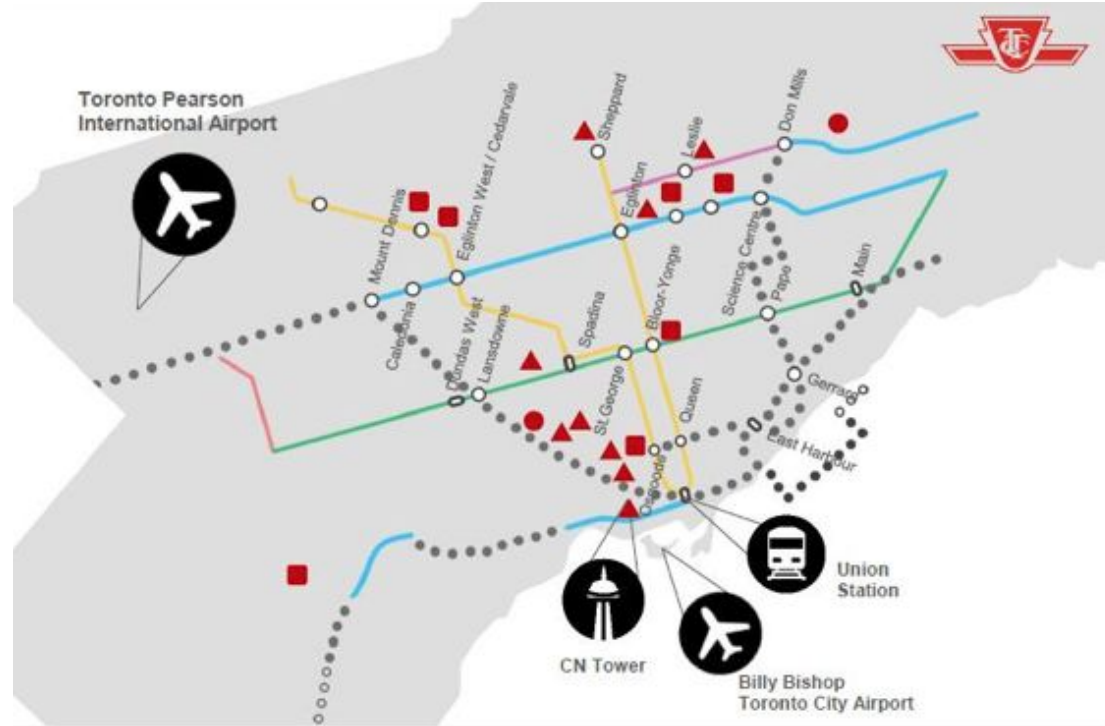 Toronto Pearson
International Airport
Mount Dennis
Caledonia
Eglinton West / Cedarvale
Dundas West
Lansdowne
Spadina
St.George
Sheppard
Eglinton
Bloor-Yonge
Leslie
Don Mills
Science Centre
Pape
Main
Queen
Osgoode
Gerrard
East Harbour
Union
Station
CN Tower
Billy Bishop
Toronto City Airport